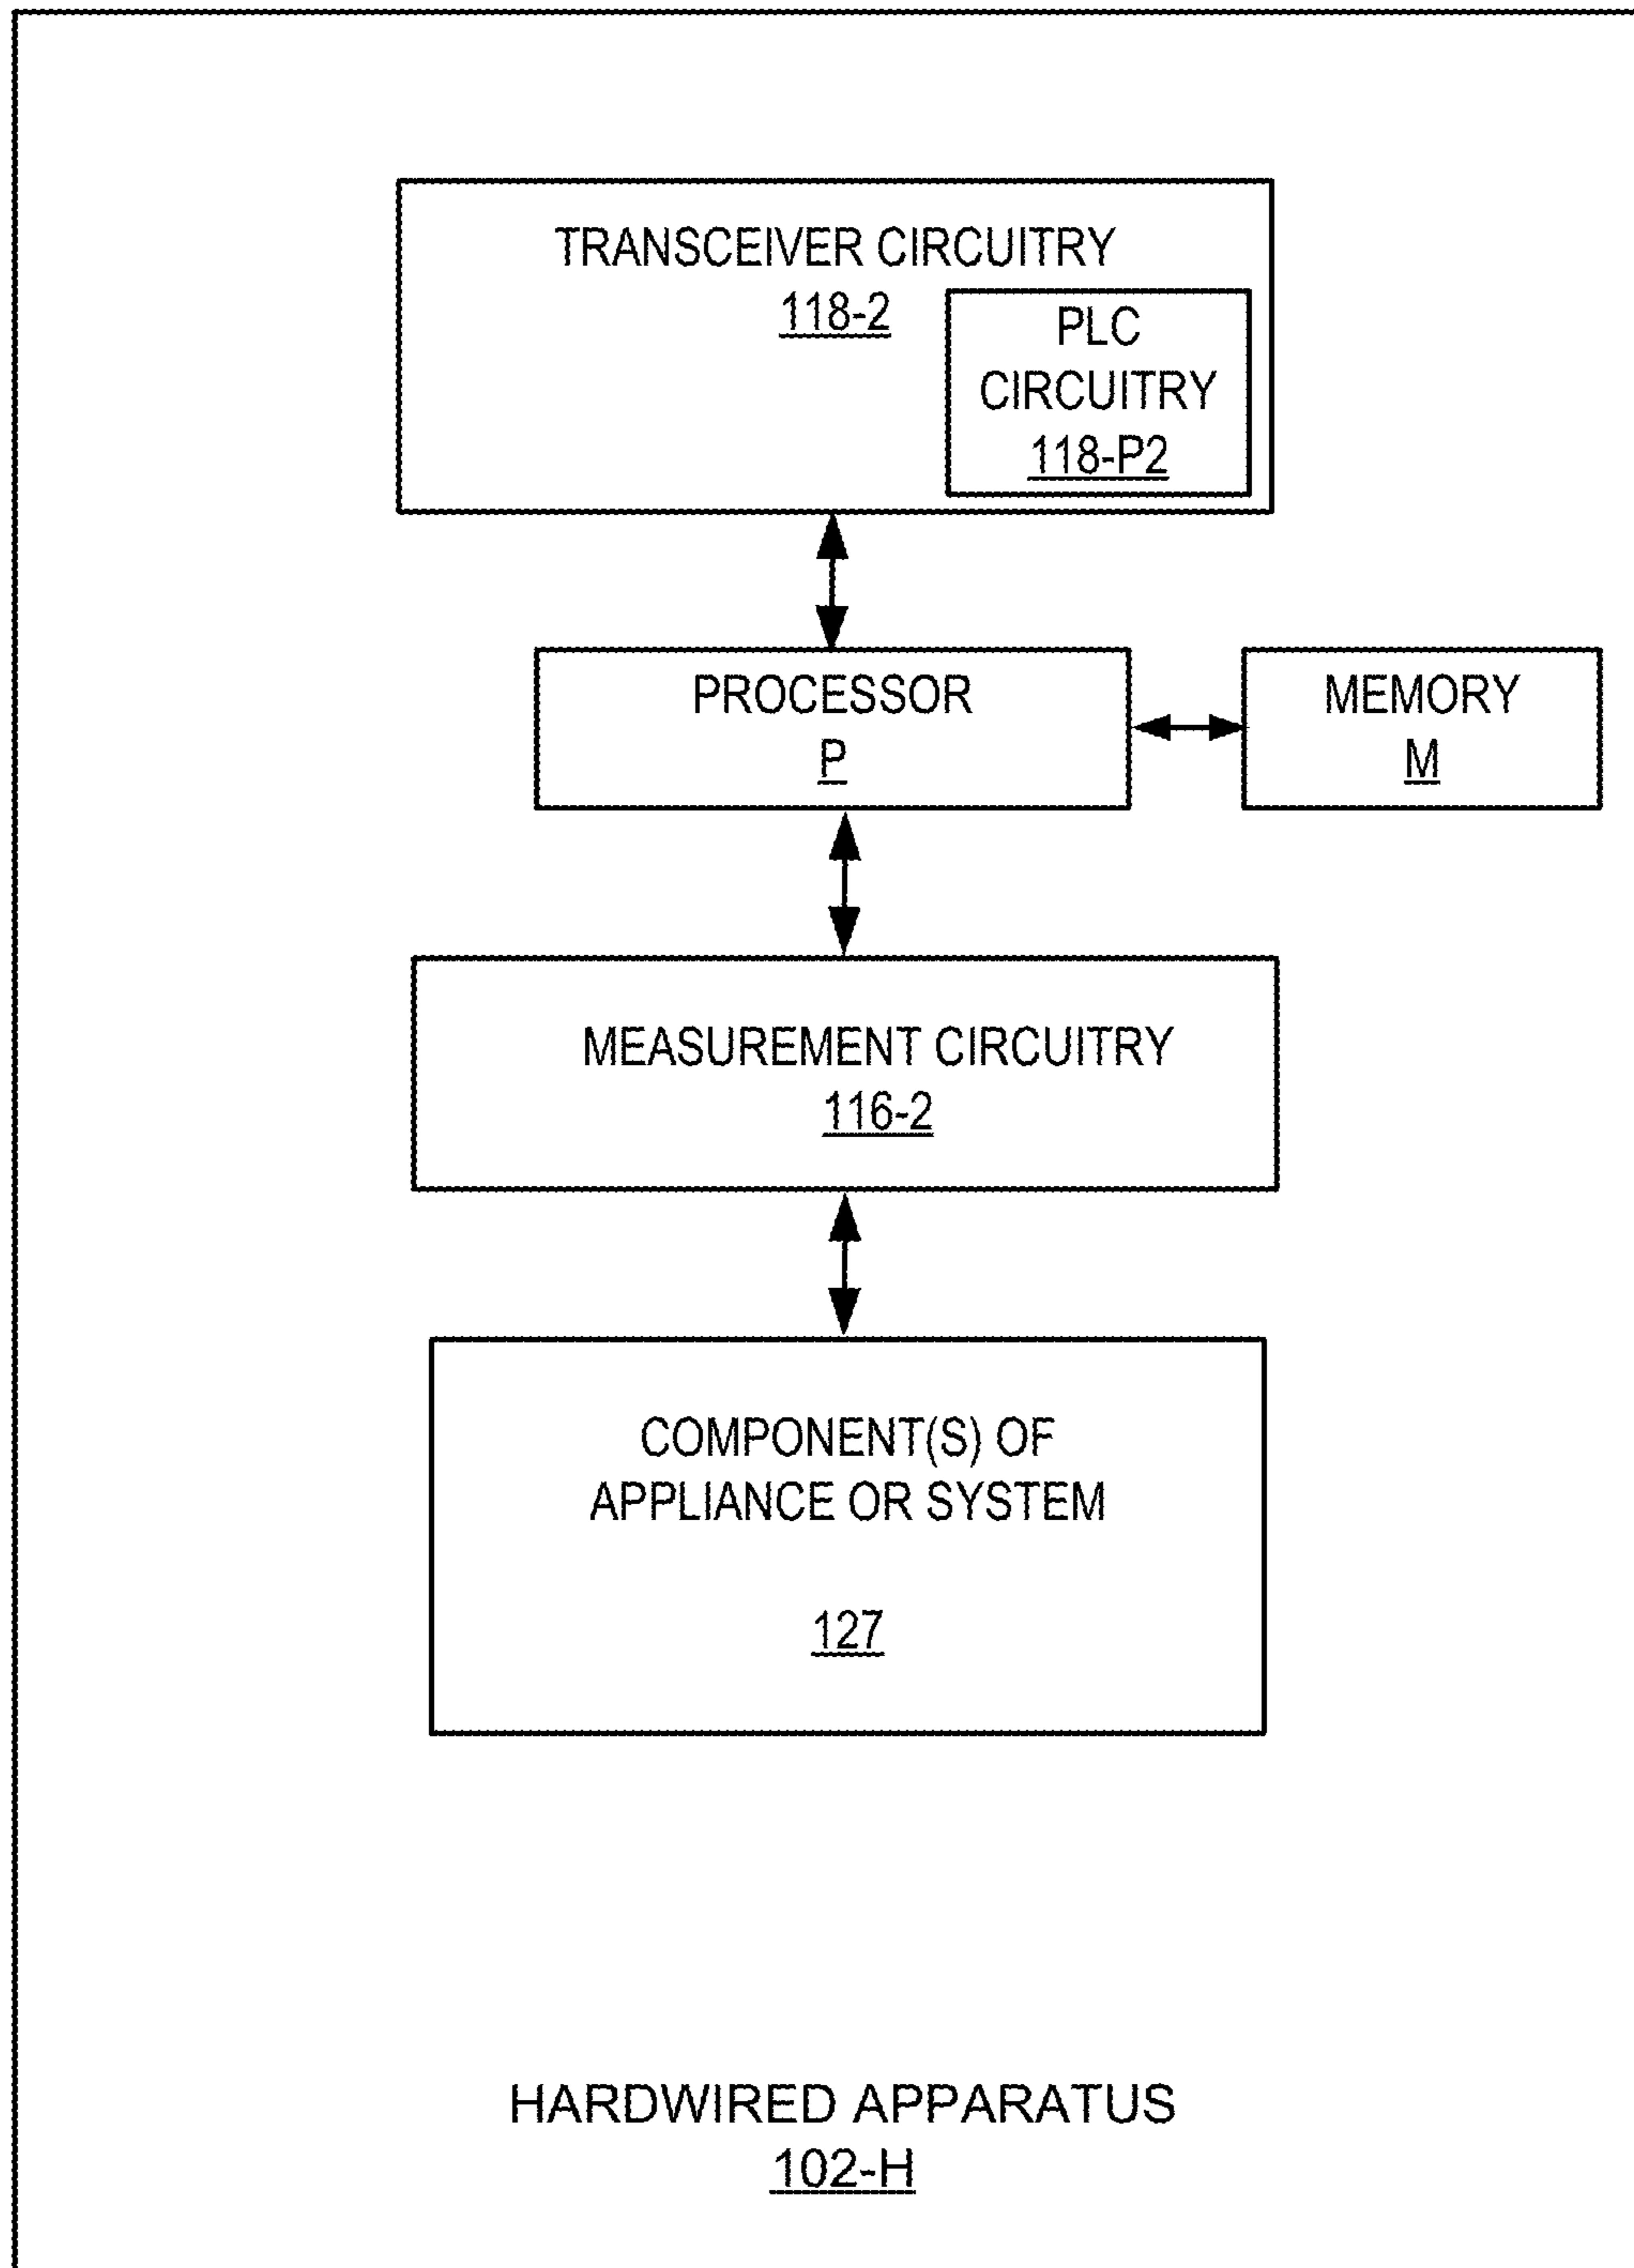 TRANSCEIVER CIRCUITRY
118-2
PLC
CIRCUITRY
118-P2
PROCESSOR
P
MEMORY
M
MEASUREMENT CIRCUITRY
116-2
COMPONENT(S) OF
APPLIANCE OR SYSTEM
127
HARDWIRED APPARATUS
102-H